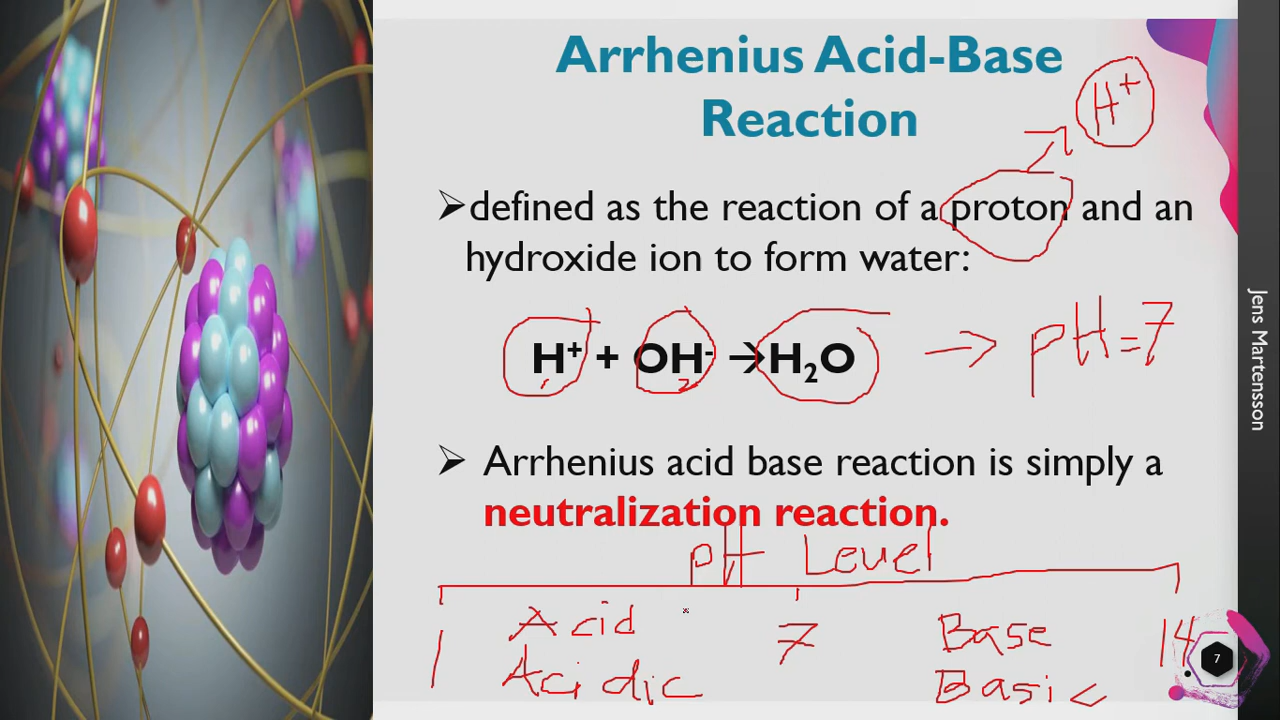 Arrhenius Acid-Base
Reaction
H⁺
➢defined as the reaction of a proton and an
hydroxide ion to form water:
H⁺ + OH⁻ →H₂O → pH=7
1 2
➢ Arrhenius acid base reaction is simply a
neutralization reaction.
pH Level
1 Acid 7 Base 14
Acidic Basic
7
Jens Martensson